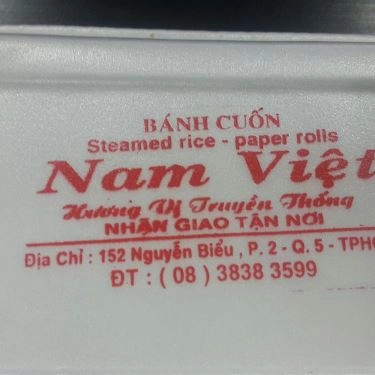 BÁNH CUỐN
Steamed rice - paper rolls
Nam Việt
Hương Vị Truyền Thống
NHẬN GIAO TẬN NƠI
Địa Chỉ : 152 Nguyễn Biểu , P. 2 - Q. 5 - TPHC
ĐT : ( 08 ) 3838 3599